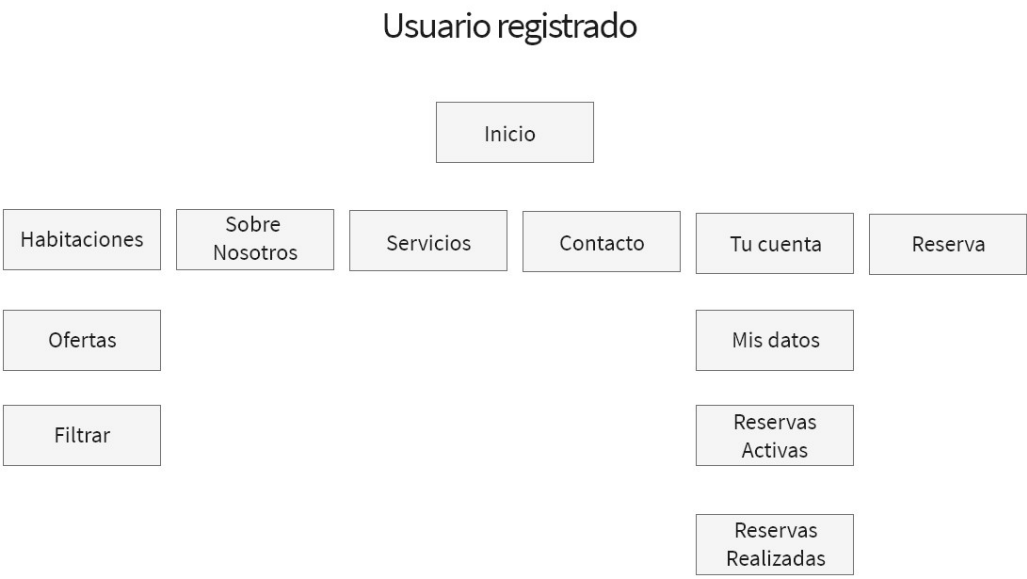 Usuario registrado
Inicio
Habitaciones
Sobre
Nosotros
Servicios
Contacto
Tu cuenta
Reserva
Ofertas
Mis datos
Filtrar
Reservas
Activas
Reservas
Realizadas